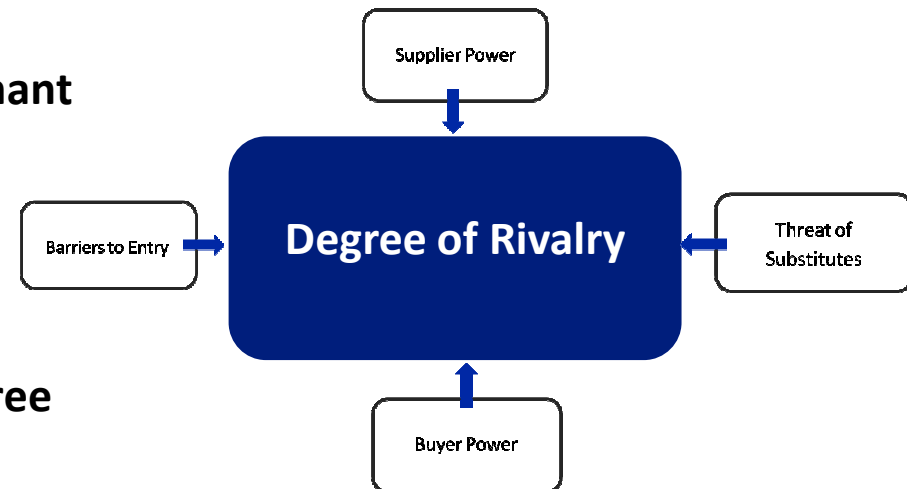 Supplier Power
nant
Barriers to Entry
Degree of Rivalry
Threat of
Substitutes
ree
Buyer Power